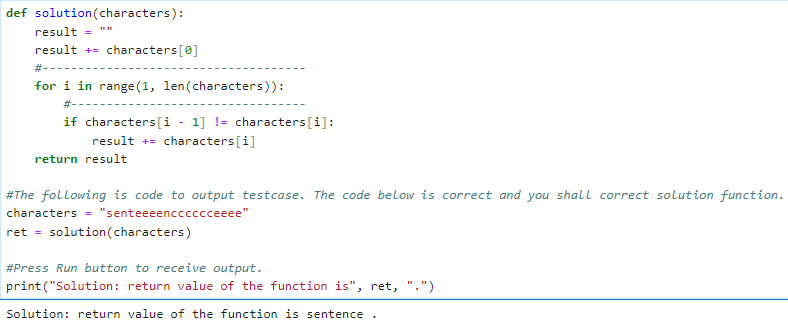 def solution(characters):
    result = ""
    result += characters[0]
    #-------------------------------------
    for i in range(1, len(characters)):
        #---------------------------------
        if characters[i - 1] != characters[i]:
            result += characters[i]
    return result
#The following is code to output testcase. The code below is correct and you shall correct solution function.
characters = "senteeeencccccceeee"
ret = solution(characters)
#Press Run button to receive output.
print("Solution: return value of the function is", ret, ".")
Solution: return value of the function is sentence .